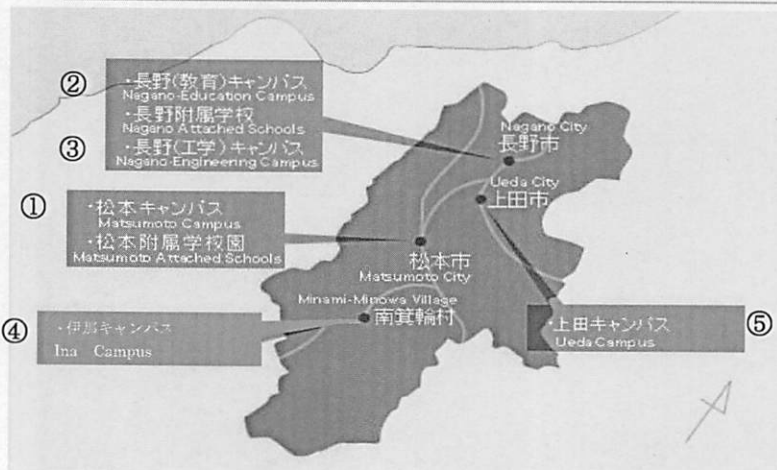 ②
・長野(教育)キャンパス
Nagano-Education Campus
・長野附属学校
Nagano Attached Schools
③
・長野(工学)キャンパス
Nagano-Engineering Campus
Nagano City
長野市
Ueda City
上田市
①
・松本キャンパス
Matsumoto Campus
・松本附属学校園
Matsumoto Attached Schools
松本市
Matsumoto City
Minami-Minowa Village
南箕輪村
④
・伊那キャンパス
Ina Campus
・上田キャンパス
Ueda Campus
⑤